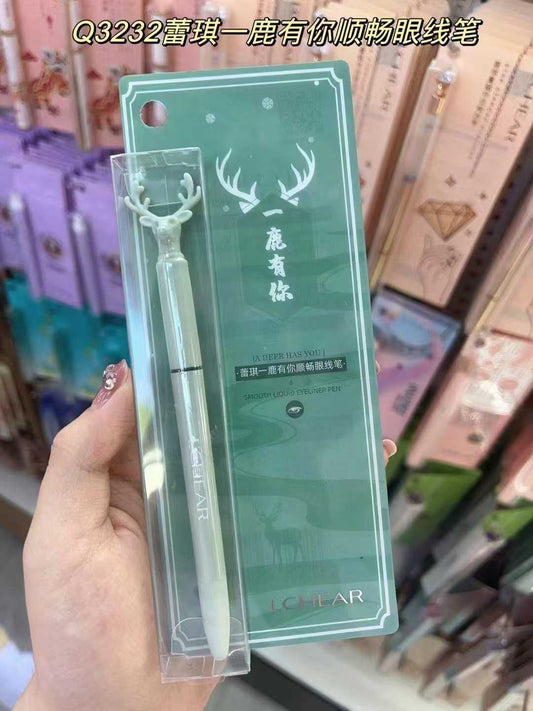 Q3232蕾琪一鹿有你顺畅眼线笔
一鹿有你
[A DEER HAS YOU]
·蕾琪一鹿有你顺畅眼线笔·
SMOOTH LIQUID EYELINER PEN
LCHEAR
LCHEAR